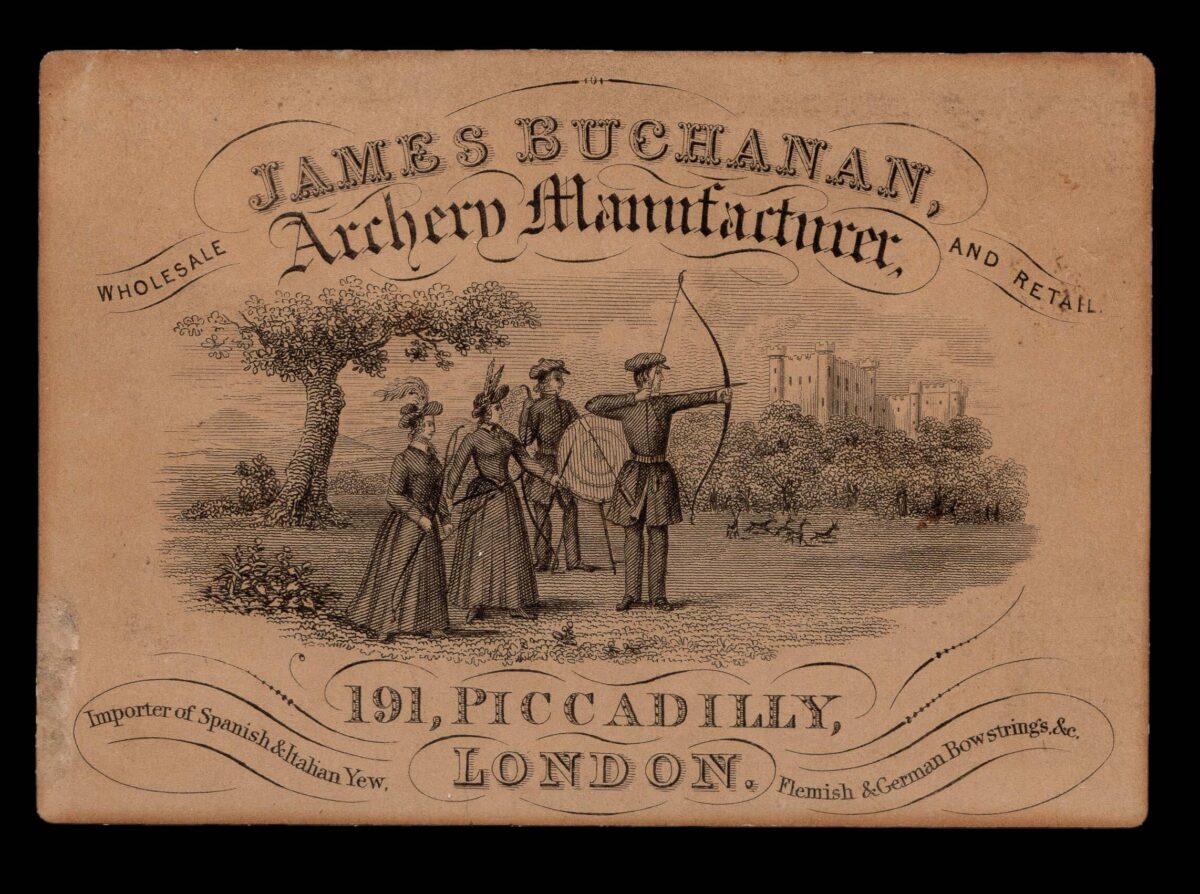 JAMES BUCHANAN,
Archery Manufacturer,
WHOLESALE
AND RETAIL.
191, PICCADILLY,
LONDON.
Importer of Spanish & Italian Yew,
Flemish & German Bowstrings, &c.